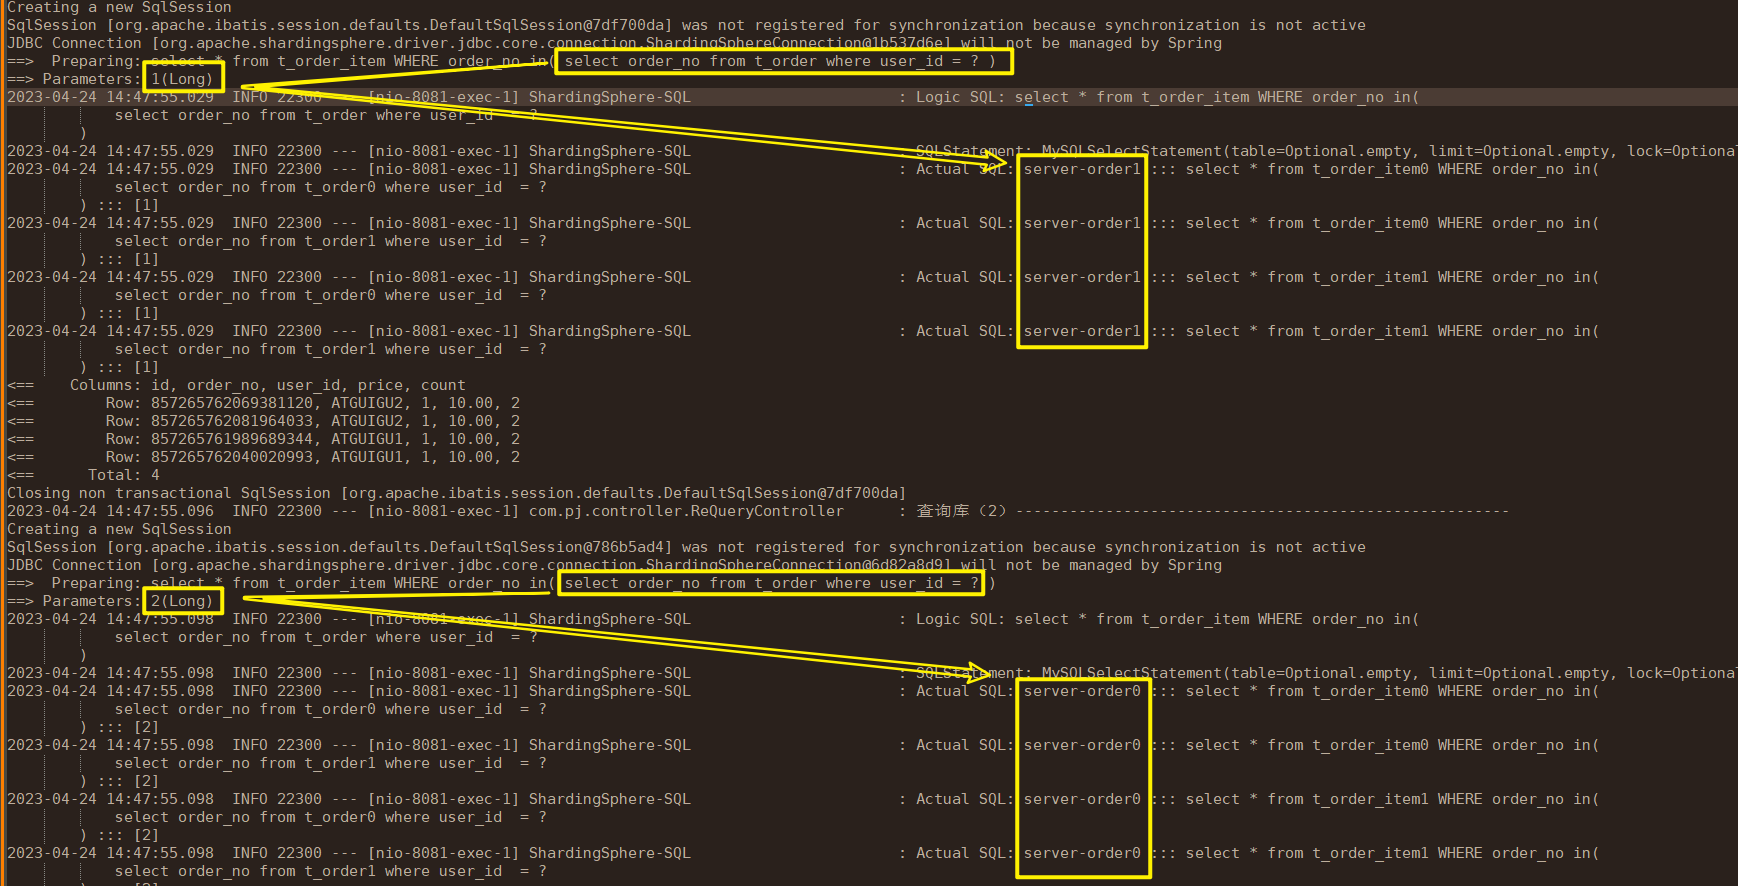 Creating a new SqlSession
SqlSession [org.apache.ibatis.session.defaults.DefaultSqlSession@7df700da] was not registered for synchronization because synchronization is not active
JDBC Connection [org.apache.shardingsphere.driver.jdbc.core.connection.ShardingSphereConnection@1b537d6e] will not be managed by Spring
==>  Preparing: select * from t_order_item WHERE order_no in( select order_no from t_order where user_id = ? )
==> Parameters: 1(Long)
2023-04-24 14:47:55.029  INFO 22300 --- [nio-8081-exec-1] ShardingSphere-SQL                       : Logic SQL: select * from t_order_item WHERE order_no in(
select order_no from t_order where user_id  = ?
)
2023-04-24 14:47:55.029  INFO 22300 --- [nio-8081-exec-1] ShardingSphere-SQL                       : SQLStatement: MySQLSelectStatement(table=Optional.empty, limit=Optional.empty, lock=Optional
2023-04-24 14:47:55.029  INFO 22300 --- [nio-8081-exec-1] ShardingSphere-SQL                       : Actual SQL: server-order1 ::: select * from t_order_item0 WHERE order_no in(
select order_no from t_order0 where user_id  = ?
) ::: [1]
2023-04-24 14:47:55.029  INFO 22300 --- [nio-8081-exec-1] ShardingSphere-SQL                       : Actual SQL: server-order1 ::: select * from t_order_item0 WHERE order_no in(
select order_no from t_order1 where user_id  = ?
) ::: [1]
2023-04-24 14:47:55.029  INFO 22300 --- [nio-8081-exec-1] ShardingSphere-SQL                       : Actual SQL: server-order1 ::: select * from t_order_item1 WHERE order_no in(
select order_no from t_order0 where user_id  = ?
) ::: [1]
2023-04-24 14:47:55.029  INFO 22300 --- [nio-8081-exec-1] ShardingSphere-SQL                       : Actual SQL: server-order1 ::: select * from t_order_item1 WHERE order_no in(
select order_no from t_order1 where user_id  = ?
) ::: [1]
<==    Columns: id, order_no, user_id, price, count
<==        Row: 857265762069381120, ATGUIGU2, 1, 10.00, 2
<==        Row: 857265762081964033, ATGUIGU2, 1, 10.00, 2
<==        Row: 857265761989689344, ATGUIGU1, 1, 10.00, 2
<==        Row: 857265762040020993, ATGUIGU1, 1, 10.00, 2
<==      Total: 4
Closing non transactional SqlSession [org.apache.ibatis.session.defaults.DefaultSqlSession@7df700da]
2023-04-24 14:47:55.096  INFO 22300 --- [nio-8081-exec-1] com.pj.controller.ReQueryController      : 查询库（2）-------------------------------------------------------
Creating a new SqlSession
SqlSession [org.apache.ibatis.session.defaults.DefaultSqlSession@786b5ad4] was not registered for synchronization because synchronization is not active
JDBC Connection [org.apache.shardingsphere.driver.jdbc.core.connection.ShardingSphereConnection@6d82a8d9] will not be managed by Spring
==>  Preparing: select * from t_order_item WHERE order_no in( select order_no from t_order where user_id = ? )
==> Parameters: 2(Long)
2023-04-24 14:47:55.098  INFO 22300 --- [nio-8081-exec-1] ShardingSphere-SQL                       : Logic SQL: select * from t_order_item WHERE order_no in(
select order_no from t_order where user_id  = ?
)
2023-04-24 14:47:55.098  INFO 22300 --- [nio-8081-exec-1] ShardingSphere-SQL                       : SQLStatement: MySQLSelectStatement(table=Optional.empty, limit=Optional.empty, lock=Optional
2023-04-24 14:47:55.098  INFO 22300 --- [nio-8081-exec-1] ShardingSphere-SQL                       : Actual SQL: server-order0 ::: select * from t_order_item0 WHERE order_no in(
select order_no from t_order0 where user_id  = ?
) ::: [2]
2023-04-24 14:47:55.098  INFO 22300 --- [nio-8081-exec-1] ShardingSphere-SQL                       : Actual SQL: server-order0 ::: select * from t_order_item0 WHERE order_no in(
select order_no from t_order1 where user_id  = ?
) ::: [2]
2023-04-24 14:47:55.098  INFO 22300 --- [nio-8081-exec-1] ShardingSphere-SQL                       : Actual SQL: server-order0 ::: select * from t_order_item1 WHERE order_no in(
select order_no from t_order0 where user_id  = ?
) ::: [2]
2023-04-24 14:47:55.098  INFO 22300 --- [nio-8081-exec-1] ShardingSphere-SQL                       : Actual SQL: server-order0 ::: select * from t_order_item1 WHERE order_no in(
select order_no from t_order1 where user_id  = ?